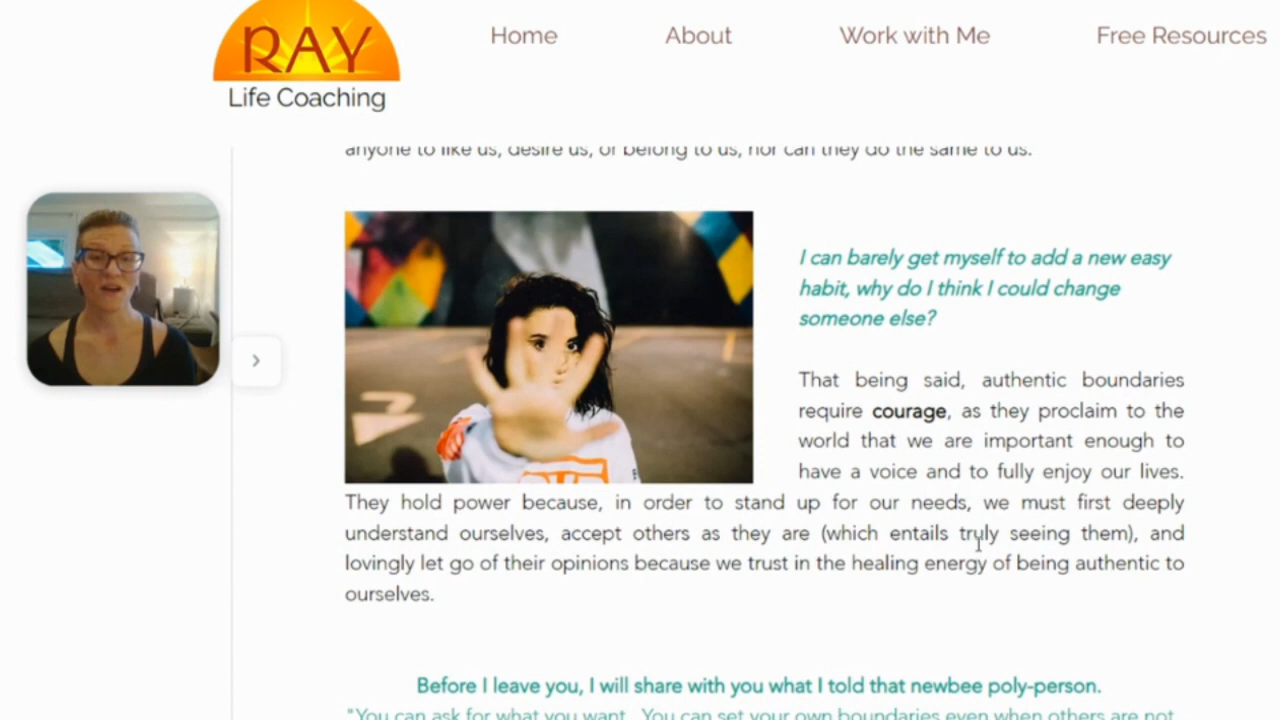 RAY
Life Coaching
Home
About
Work with Me
Free Resources
anyone to like us, desire us, or belong to us, nor can they do the same to us.
I can barely get myself to add a new easy
habit, why do I think I could change
someone else?
That being said, authentic boundaries
require courage, as they proclaim to the
world that we are important enough to
have a voice and to fully enjoy our lives.
They hold power because, in order to stand up for our needs, we must first deeply
understand ourselves, accept others as they are (which entails truly seeing them), and
lovingly let go of their opinions because we trust in the healing energy of being authentic to
ourselves.
Before I leave you, I will share with you what I told that newbee poly-person.
"You can ask for what you want. You can set your own boundaries even when others are not